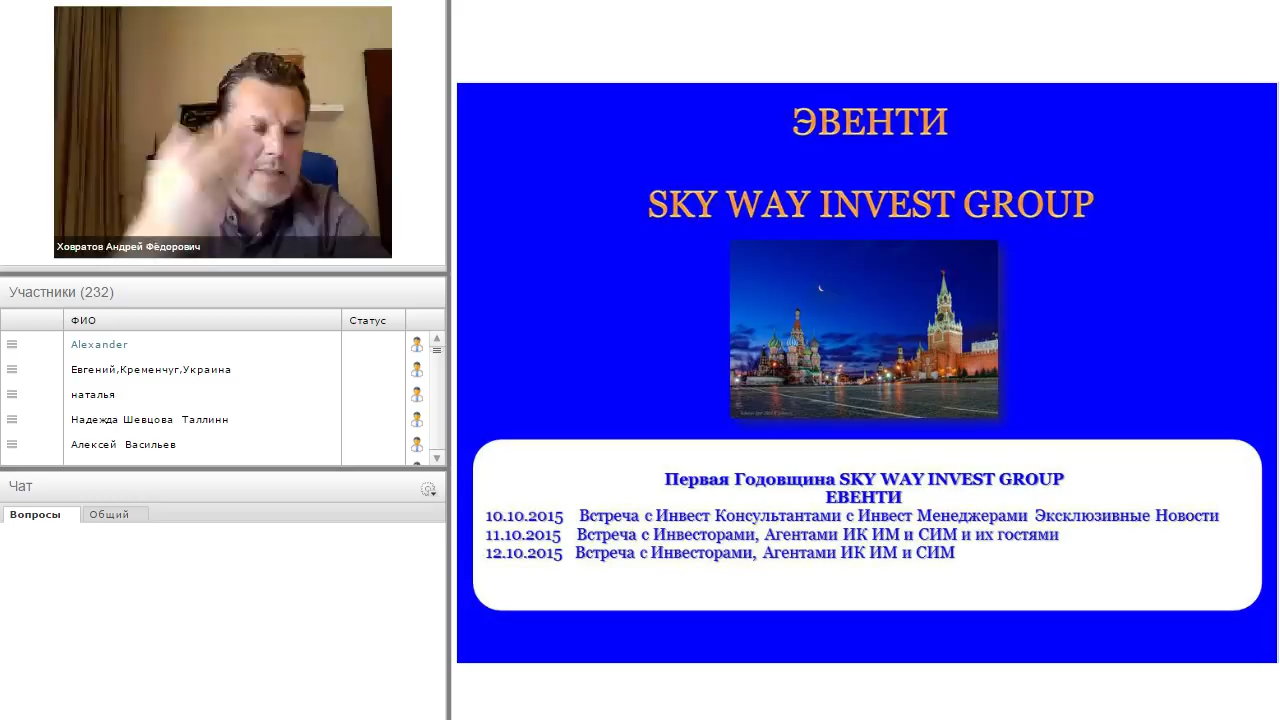 Ховратов Андрей Фёдорович
Участники (232)
ФИО
Статус
Alexander
Евгений,Кременчуг,Украина
наталья
Надежда Шевцова Таллинн
Алексей Васильев
Чат
Вопросы
Общий
ЭВЕНТИ
SKY WAY INVEST GROUP
Первая Годовщина SKY WAY INVEST GROUP
ЕВЕНТИ
10.10.2015 Встреча с Инвест Консультантами с Инвест Менеджерами Эксклюзивные Новости
11.10.2015 Встреча с Инвесторами, Агентами ИК ИМ и СИМ и их гостями
12.10.2015 Встреча с Инвесторами, Агентами ИК ИМ и СИМ